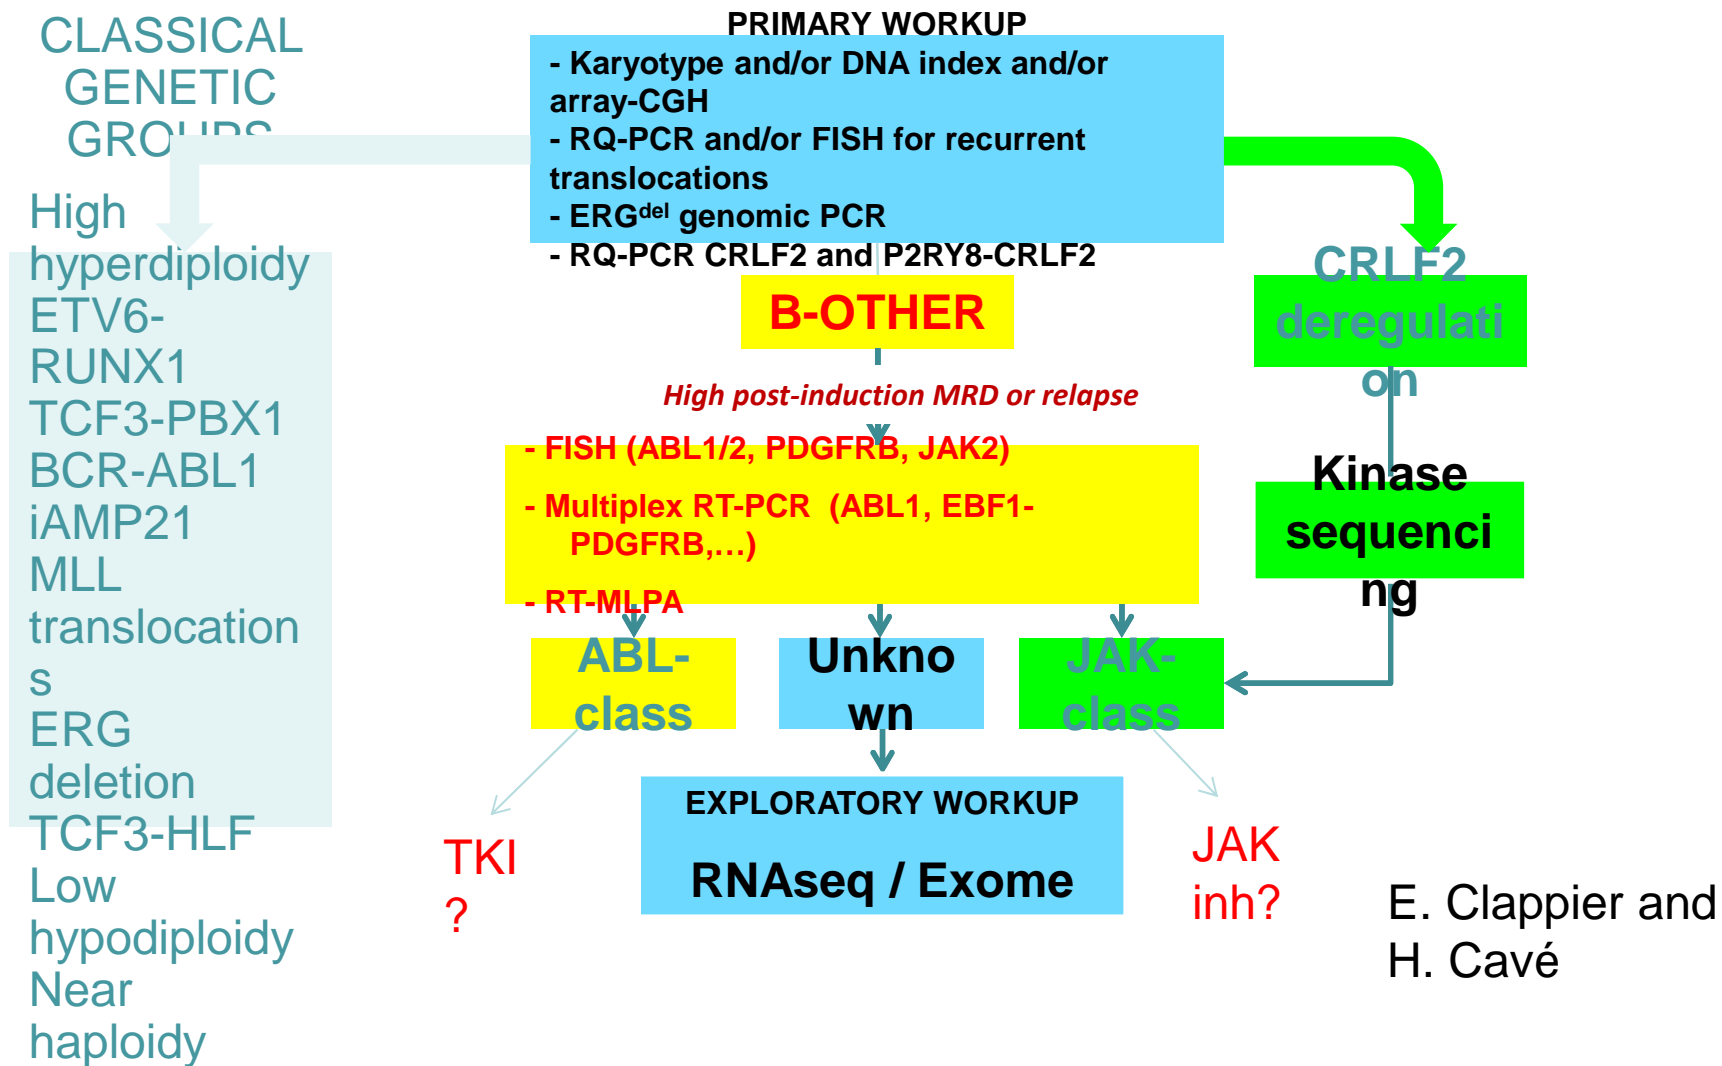 CLASSICAL
GENETIC
GROUPS
High
hyperdiploidy
ETV6-
RUNX1
TCF3-PBX1
BCR-ABL1
iAMP21
MLL
translocation
s
ERG
deletion
TCF3-HLF
Low
hypodiploidy
Near
haploidy
PRIMARY WORKUP
- Karyotype and/or DNA index and/or
array-CGH
- RQ-PCR and/or FISH for recurrent
translocations
- ERGdel genomic PCR
- RQ-PCR CRLF2 and P2RY8-CRLF2
B-OTHER
High post-induction MRD or relapse
- FISH (ABL1/2, PDGFRB, JAK2)
- Multiplex RT-PCR (ABL1, EBF1-
PDGFRB,...)
- RT-MLPA
CRLF2
deregulati
on
Kinase
sequenci
ng
ABL-
class
Unkno
wn
JAK-
class
TKI
?
EXPLORATORY WORKUP
RNAseq / Exome
JAK
inh?
E. Clappier and
H. Cavé